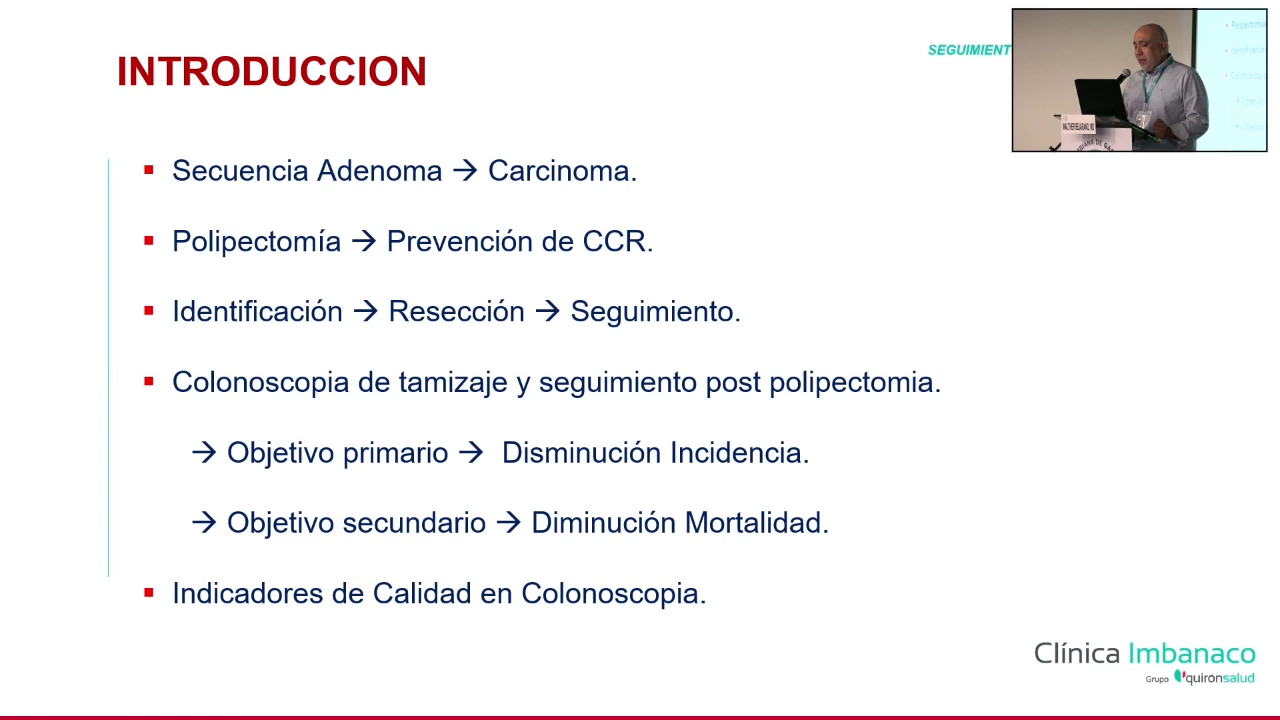 INTRODUCCION
SEGUIMIENT
▪ Secuencia Adenoma → Carcinoma.
▪ Polipectomía → Prevención de CCR.
▪ Identificación → Resección → Seguimiento.
▪ Colonoscopia de tamizaje y seguimiento post polipectomia.
→ Objetivo primario → Disminución Incidencia.
→ Objetivo secundario → Diminución Mortalidad.
▪ Indicadores de Calidad en Colonoscopia.
Clínica Imbanaco
Grupo quirónsalud